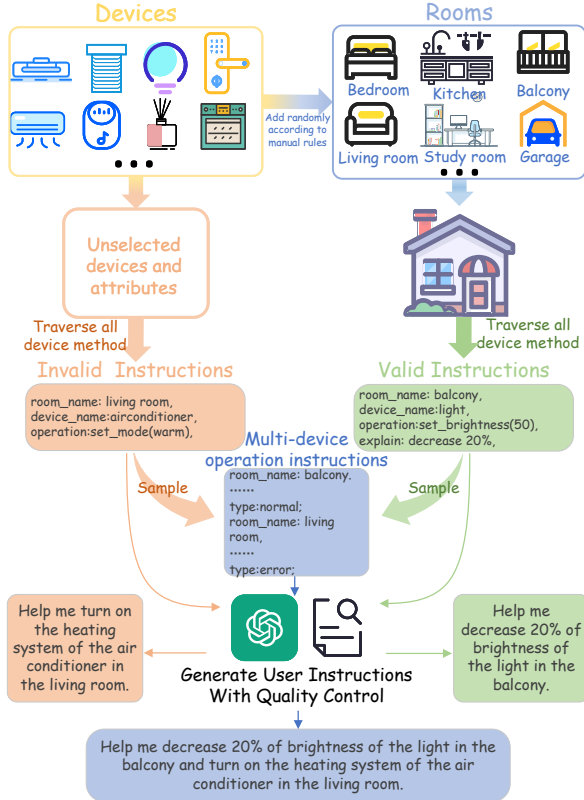 Devices
Rooms
Bedroom
Kitchen
Balcony
Living room
Study room
Garage
Add randomly
according to
manual rules
Unselected
devices and
attributes
Traverse all
device method
Traverse all
device method
Invalid Instructions
Valid Instructions
room_name: living room,
device_name:airconditioner,
operation:set_mode(warm),
room_name: balcony,
device_name:light,
operation:set_brightness(50),
explain: decrease 20%,
Multi-device
operation instructions
Sample
Sample
room_name: balcony.
......
type:normal;
room_name: living
room,
......
type:error;
Help me turn on
the heating
system of the air
conditioner in
the living room.
Help me
decrease 20% of
brightness of
the light in the
balcony.
Generate User Instructions
With Quality Control
Help me decrease 20% of brightness of the light in the
balcony and turn on the heating system of the air
conditioner in the living room.